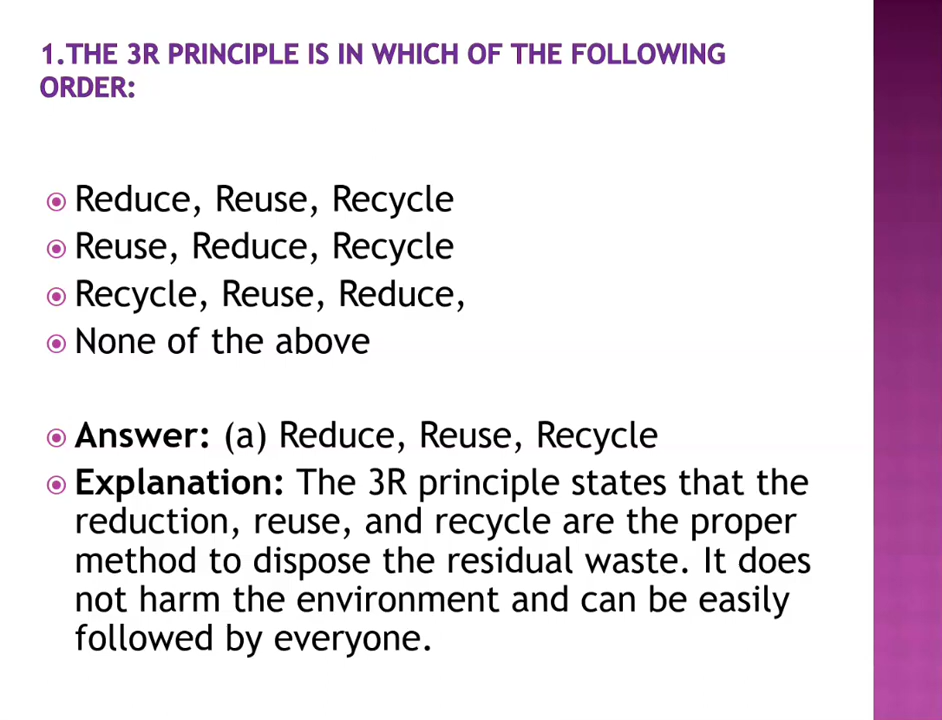 1.THE 3R PRINCIPLE IS IN WHICH OF THE FOLLOWING
ORDER:
Reduce, Reuse, Recycle
Reuse, Reduce, Recycle
Recycle, Reuse, Reduce,
None of the above
Answer: (a) Reduce, Reuse, Recycle
Explanation: The 3R principle states that the
reduction, reuse, and recycle are the proper
method to dispose the residual waste. It does
not harm the environment and can be easily
followed by everyone.